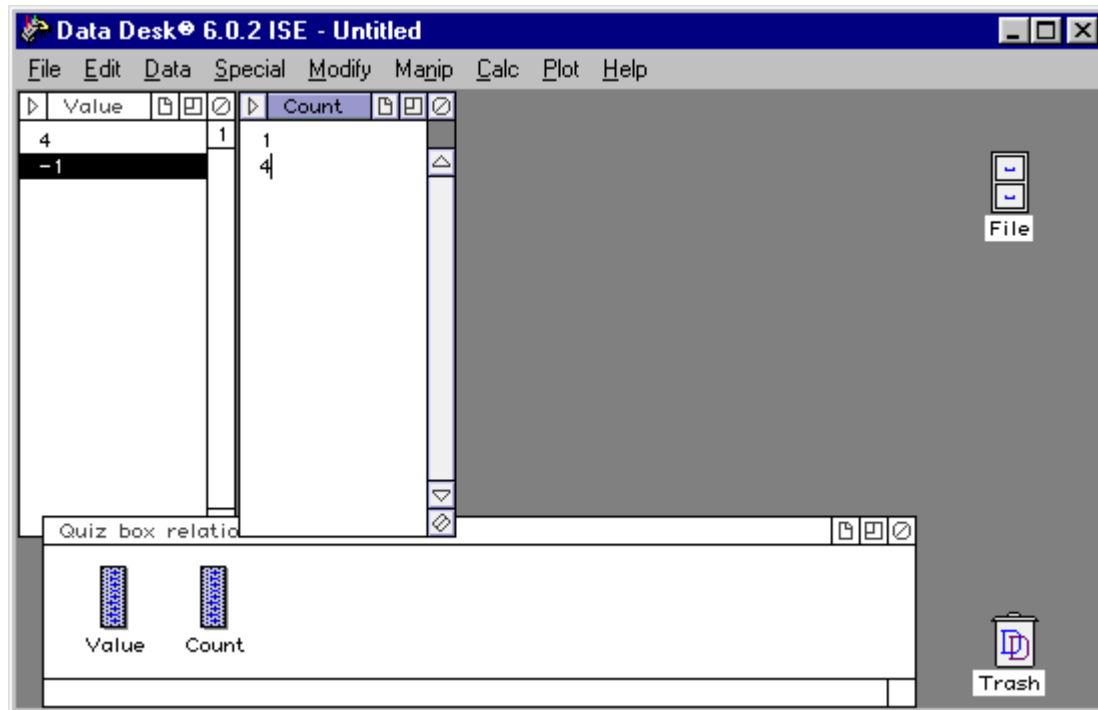 Data Desk® 6.0.2 ISE - Untitled
File Edit Data Special Modify Manip Calc Plot Help
Value 1 Count
4 1
-1 4
File
Quiz box relatio
Value Count
Trash